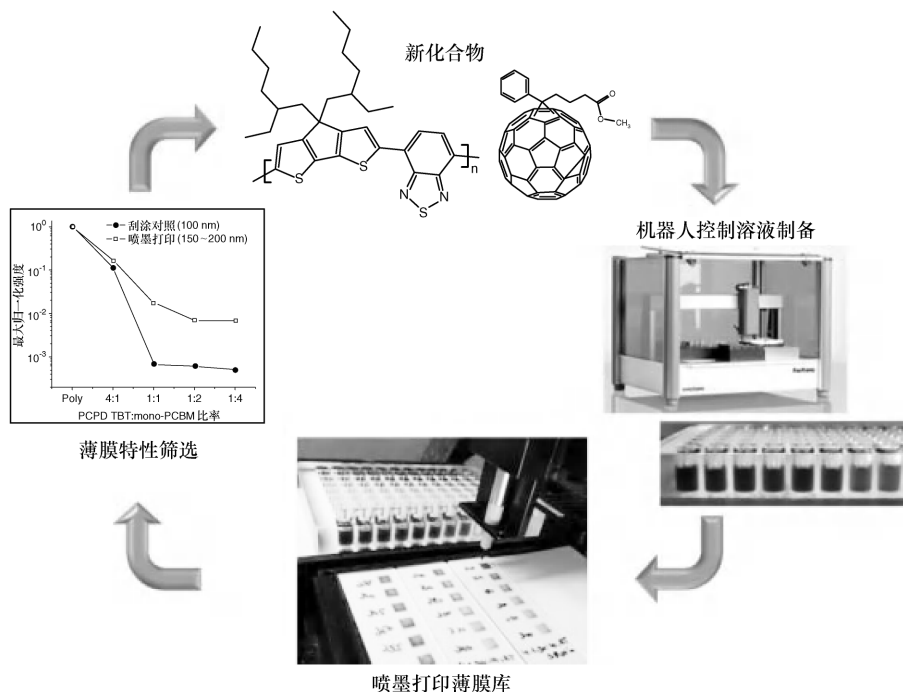 新化合物
O
O
CH₃
S
S
N
N
S
n
机器人控制溶液制备
10⁰
10⁻¹
10⁻²
10⁻³
最大归一化强度
刮涂对照(100 nm)
喷墨打印(150~200 nm)
Poly 4:1 1:1 1:2 1:4
PCPD TBT:mono-PCBM 比率
薄膜特性筛选
喷墨打印薄膜库